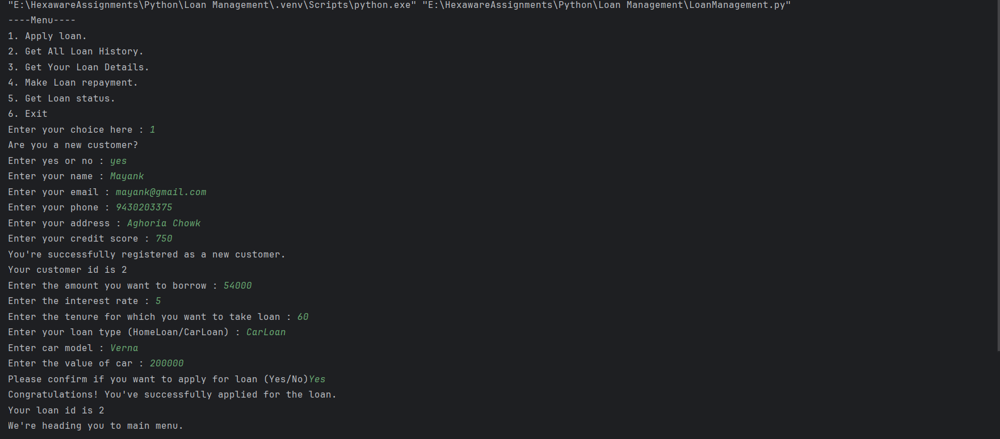 "E:\HexawareAssignments\Python\Loan Management\.venv\Scripts\python.exe" "E:\HexawareAssignments\Python\Loan Management\LoanManagement.py"
----Menu----
1. Apply loan.
2. Get All Loan History.
3. Get Your Loan Details.
4. Make Loan repayment.
5. Get Loan status.
6. Exit
Enter your choice here : 1
Are you a new customer?
Enter yes or no : yes
Enter your name : Mayank
Enter your email : mayank@gmail.com
Enter your phone : 9430203375
Enter your address : Aghoria Chowk
Enter your credit score : 750
You're successfully registered as a new customer.
Your customer id is 2
Enter the amount you want to borrow : 54000
Enter the interest rate : 5
Enter the tenure for which you want to take loan : 60
Enter your loan type (HomeLoan/CarLoan) : CarLoan
Enter car model : Verna
Enter the value of car : 200000
Please confirm if you want to apply for loan (Yes/No)Yes
Congratulations! You've successfully applied for the loan.
Your loan id is 2
We're heading you to main menu.